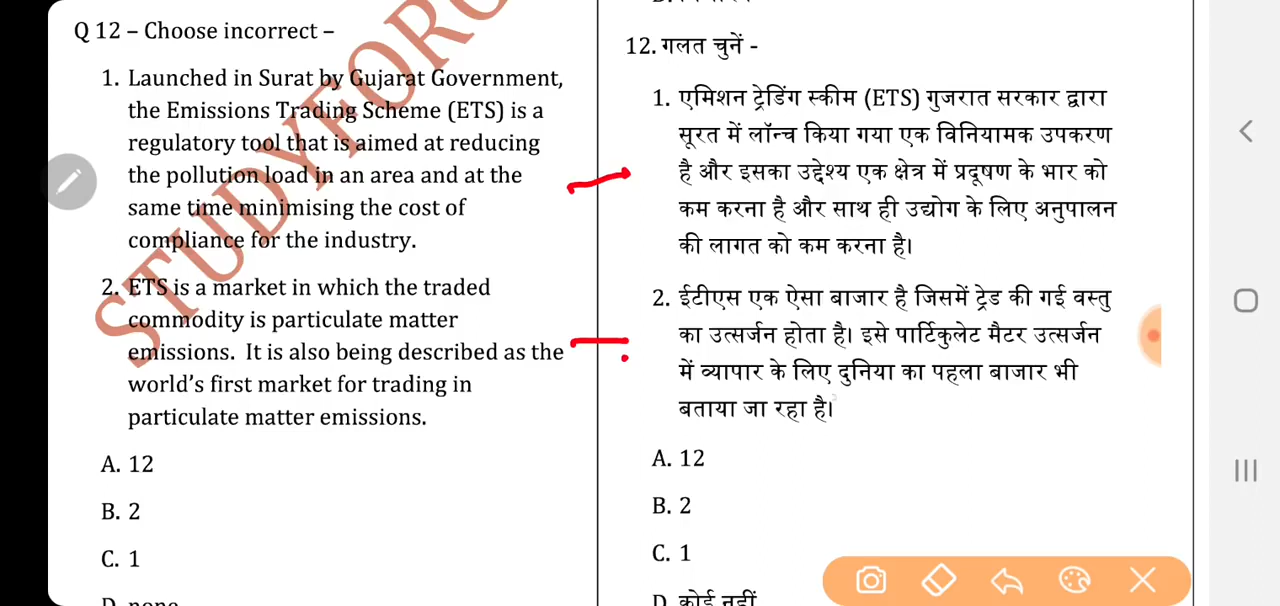 Q 12 – Choose incorrect –
1. Launched in Surat by Gujarat Government,
the Emissions Trading Scheme (ETS) is a
regulatory tool that is aimed at reducing
the pollution load in an area and at the
same time minimising the cost of
compliance for the industry.
2. ETS is a market in which the traded
commodity is particulate matter
emissions. It is also being described as the
world's first market for trading in
particulate matter emissions.
A. 12
B. 2
C. 1
D. none
12. गलत चुनें -
1. एमिशन ट्रेडिंग स्कीम (ETS) गुजरात सरकार द्वारा
सूरत में लॉन्च किया गया एक विनियामक उपकरण
है और इसका उद्देश्य एक क्षेत्र में प्रदूषण के भार को
कम करना है और साथ ही उद्योग के लिए अनुपालन
की लागत को कम करना है।
2. ईटीएस एक ऐसा बाजार है जिसमें ट्रेड की गई वस्तु
का उत्सर्जन होता है। इसे पार्टिकुलेट मैटर उत्सर्जन
में व्यापार के लिए दुनिया का पहला बाजार भी
बताया जा रहा है।
A. 12
B. 2
C. 1
D. कोई नहीं
STUDYFORC